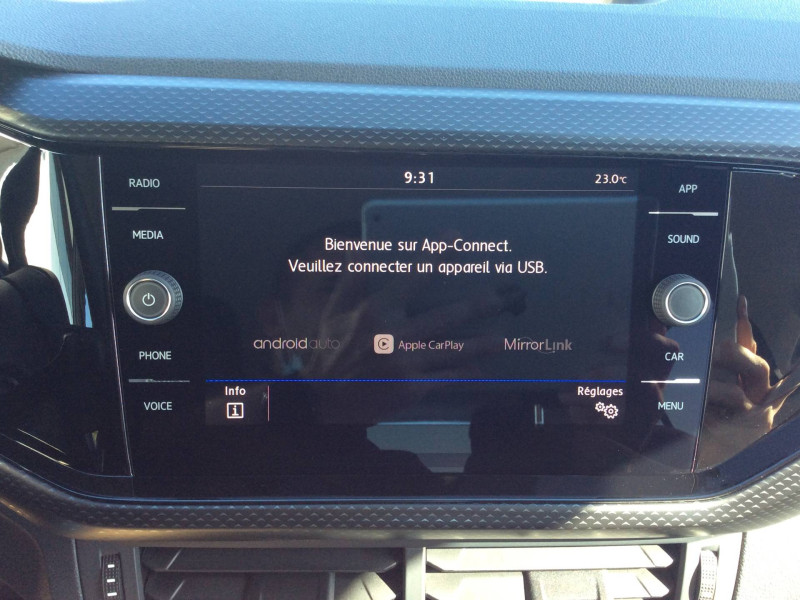 RADIO
MEDIA
PHONE
VOICE
9:31
23.0°C
Bienvenue sur App-Connect.
Veuillez connecter un appareil via USB.
androidauto
Apple CarPlay
MirrorLink
Info
Réglages
APP
SOUND
CAR
MENU